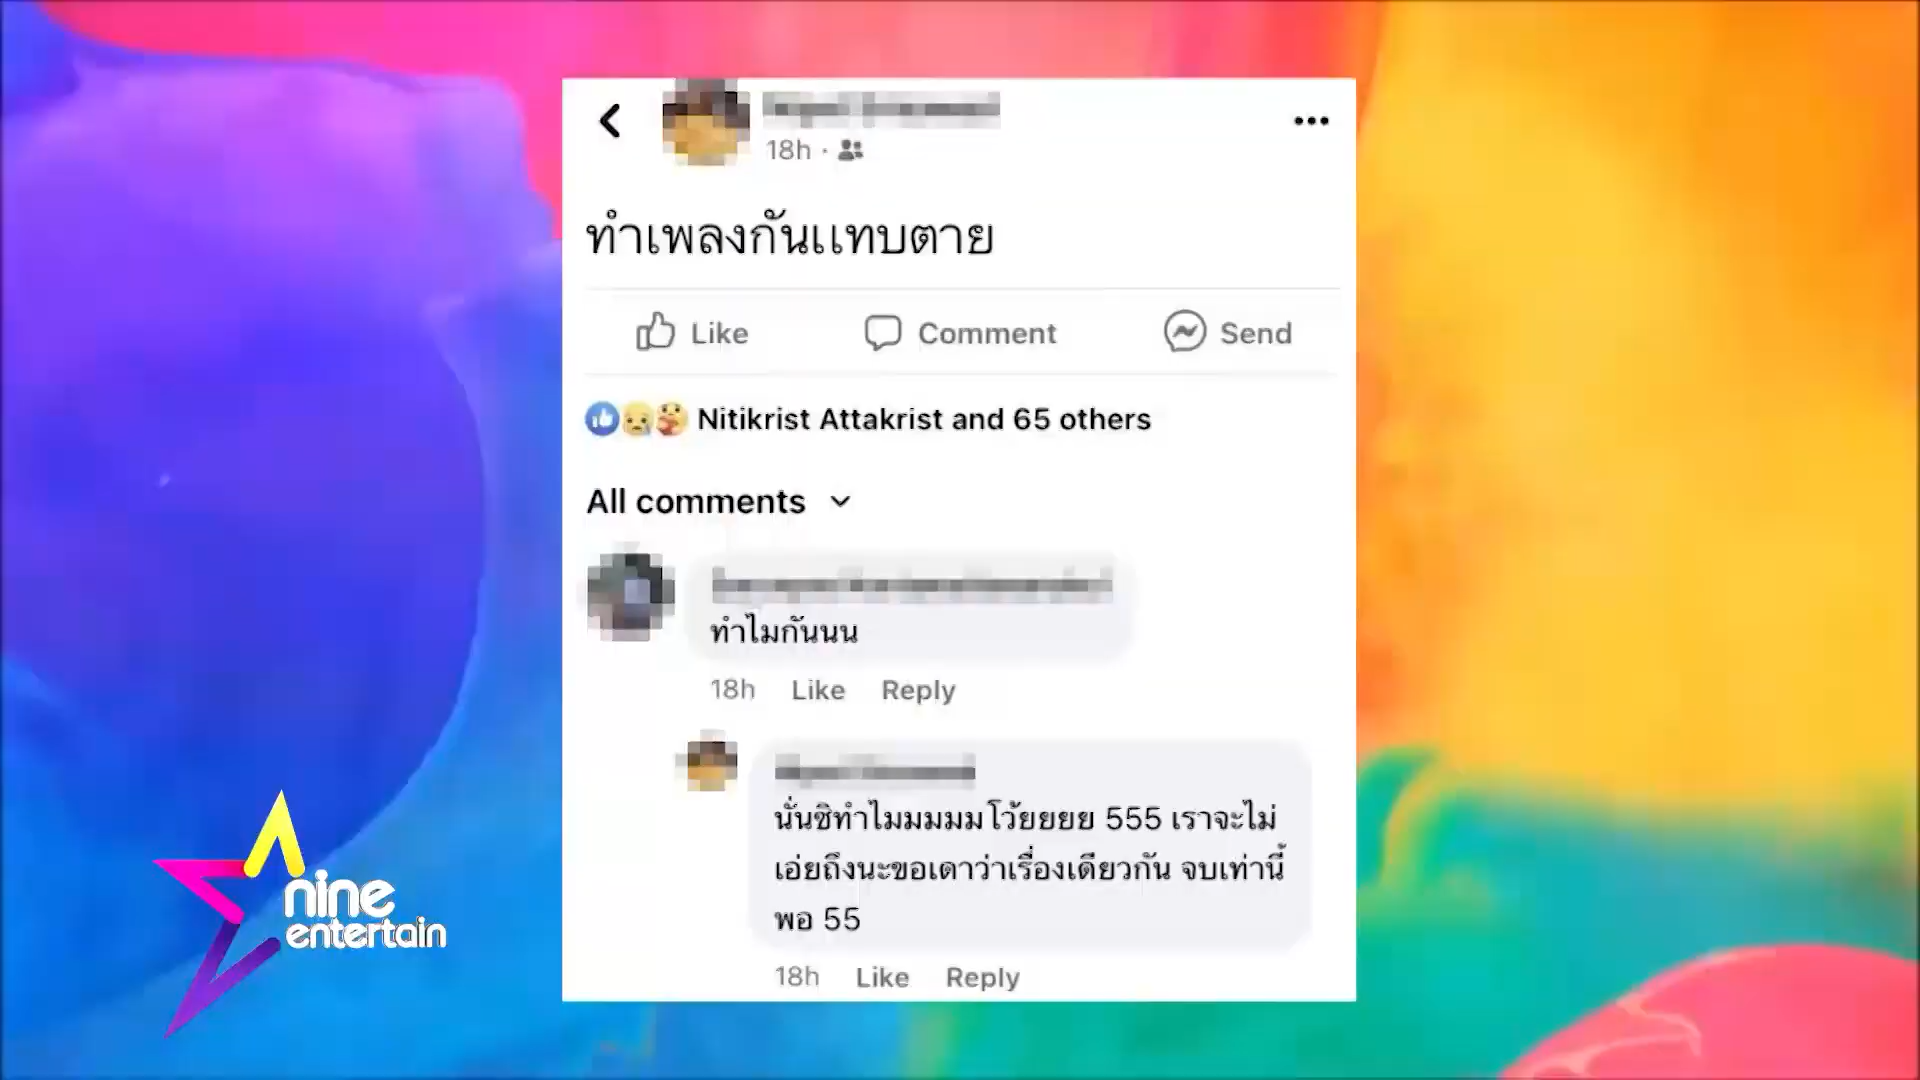 18h
ทำเพลงกันแทบตาย
Like
Comment
Send
Nitikrist Attakrist and 65 others
All comments
ทำไมกันนน
18h Like Reply
นั่นซิทำไมมมมมโว้ยยยย 555 เราจะไม่
เอ่ยถึงนะขอเดาว่าเรื่องเดียวกัน จบเท่านี้
พอ 55
18h Like Reply
nine
entertain